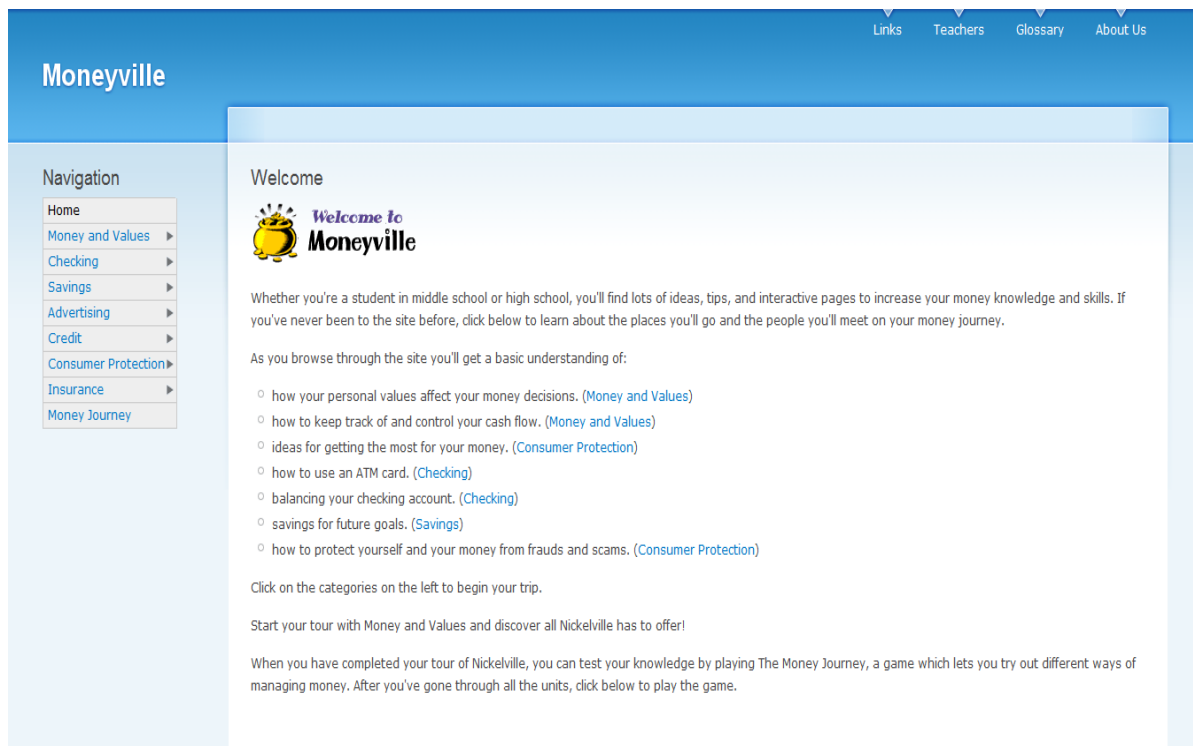 Links Teachers Glossary About Us
Moneyville
Navigation
Home
Money and Values
Checking
Savings
Advertising
Credit
Consumer Protection
Insurance
Money Journey
Welcome
Welcome to
Moneyville
Whether you're a student in middle school or high school, you'll find lots of ideas, tips, and interactive pages to increase your money knowledge and skills. If
you've never been to the site before, click below to learn about the places you'll go and the people you'll meet on your money journey.
As you browse through the site you'll get a basic understanding of:
how your personal values affect your money decisions. (Money and Values)
how to keep track of and control your cash flow. (Money and Values)
ideas for getting the most for your money. (Consumer Protection)
how to use an ATM card. (Checking)
balancing your checking account. (Checking)
savings for future goals. (Savings)
how to protect yourself and your money from frauds and scams. (Consumer Protection)
Click on the categories on the left to begin your trip.
Start your tour with Money and Values and discover all Nickelville has to offer!
When you have completed your tour of Nickelville, you can test your knowledge by playing The Money Journey, a game which lets you try out different ways of
managing money. After you've gone through all the units, click below to play the game.